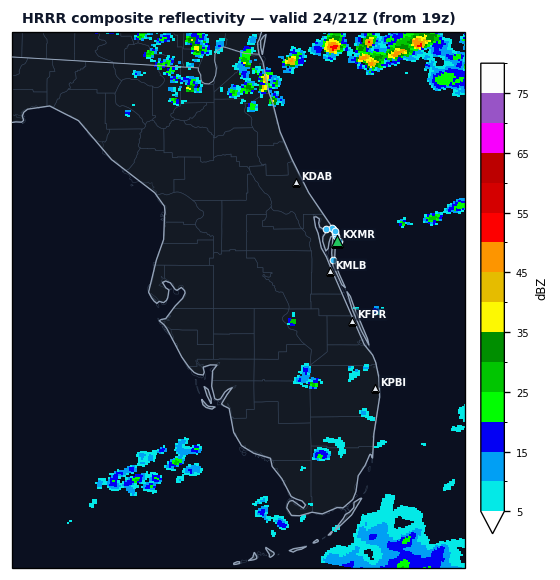 HRRR composite reflectivity — valid 24/21Z (from 19z)
KDAB
KXMR
KMLB
KFPR
KPBI
75
65
55
45
35
25
15
5
dBZ